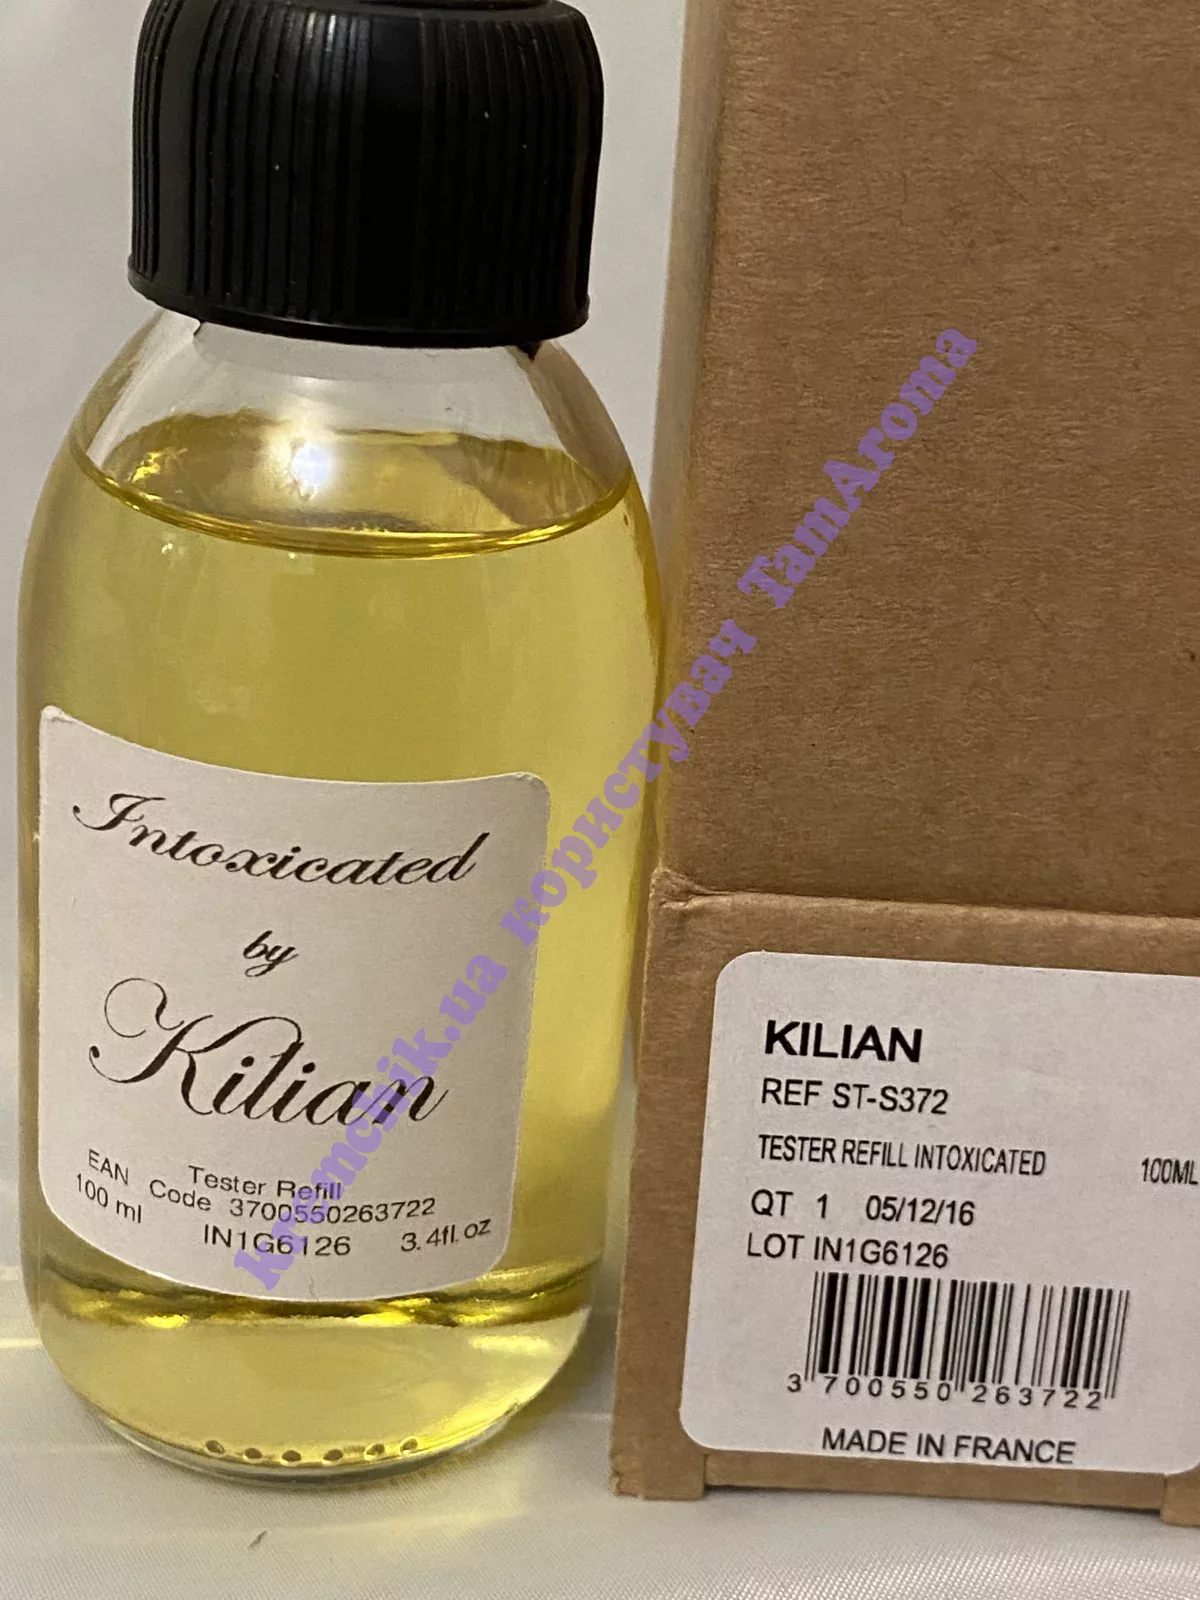 Intoxicated
by
Kilian
Tester Refill
EAN Code 3700550263722
100 ml IN1G6126 3.4fl.oz
KILIAN
REF ST-S372
TESTER REFILL INTOXICATED 100ML
QT 1 05/12/16
LOT IN1G6126
3 700550 263722
MADE IN FRANCE
kremchik.ua користувач TamAroma